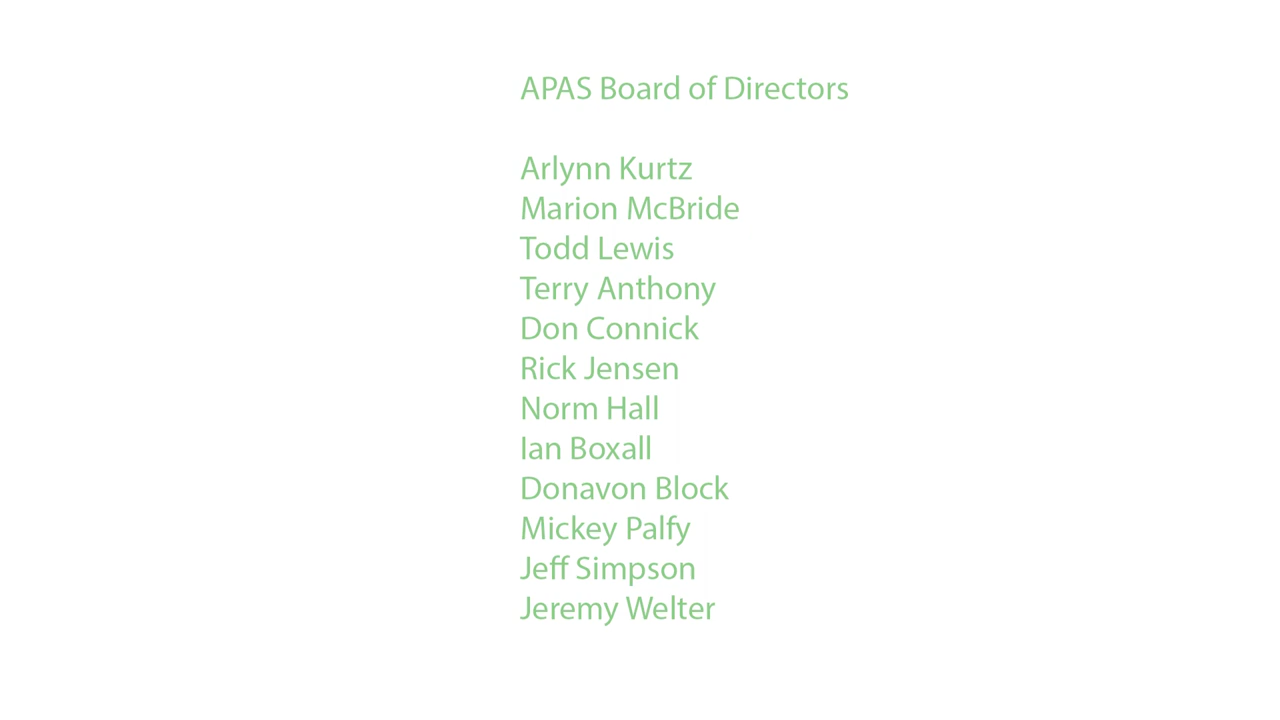 APAS Board of Directors
Arlynn Kurtz
Marion McBride
Todd Lewis
Terry Anthony
Don Connick
Rick Jensen
Norm Hall
Ian Boxall
Donavon Block
Mickey Palfy
Jeff Simpson
Jeremy Welter